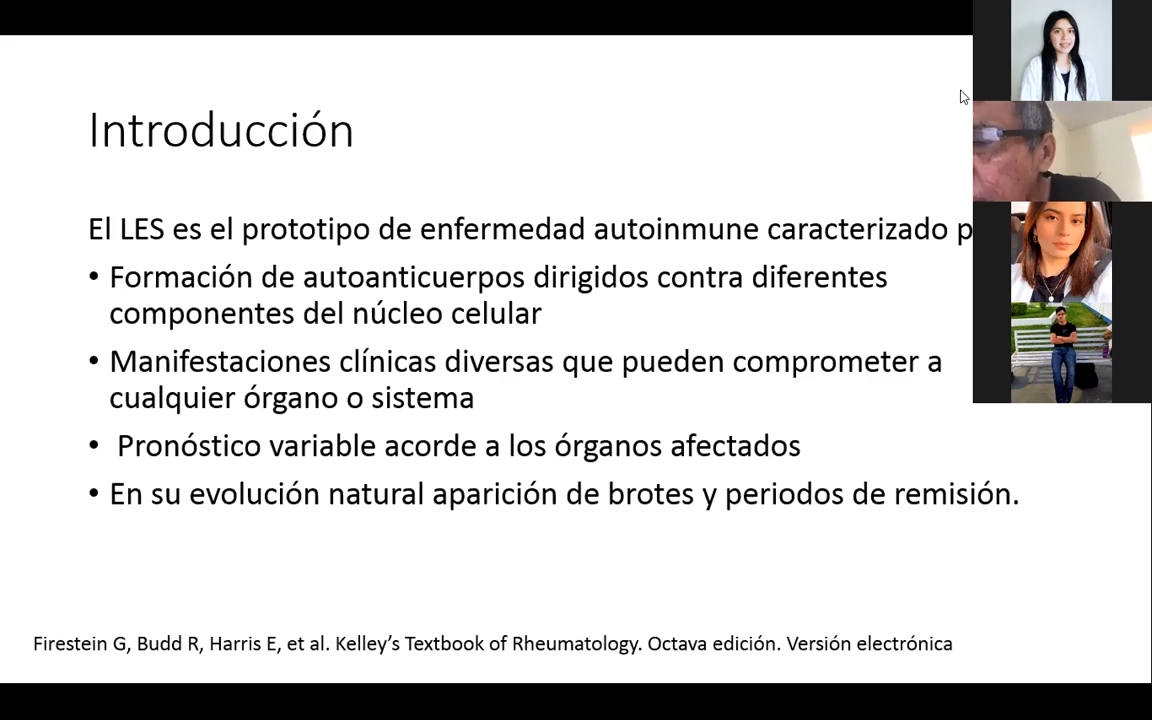 Introducción
El LES es el prototipo de enfermedad autoinmune caracterizado
• Formación de autoanticuerpos dirigidos contra diferentes
componentes del núcleo celular
• Manifestaciones clínicas diversas que pueden comprometer a
cualquier órgano o sistema
• Pronóstico variable acorde a los órganos afectados
• En su evolución natural aparición de brotes y periodos de remisión.
Firestein G, Budd R, Harris E, et al. Kelley’s Textbook of Rheumatology. Octava edición. Versión electrónica